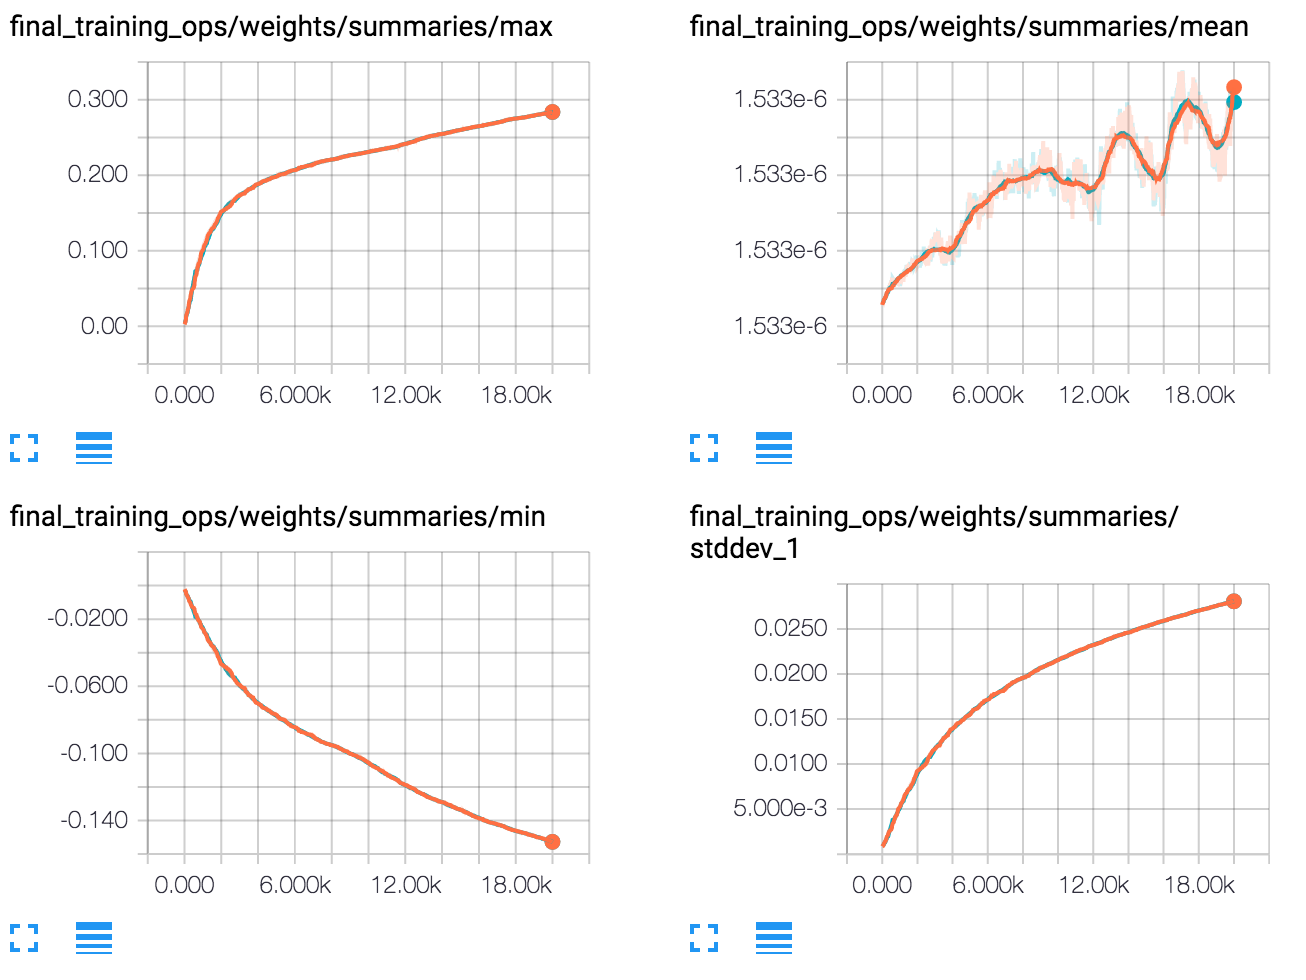 final_training_ops/weights/summaries/max
0.300
0.200
0.100
0.00
0.000 6.000k 12.00k 18.00k
final_training_ops/weights/summaries/mean
1.533e-6
1.533e-6
1.533e-6
1.533e-6
0.000 6.000k 12.00k 18.00k
final_training_ops/weights/summaries/min
-0.0200
-0.0600
-0.100
-0.140
0.000 6.000k 12.00k 18.00k
final_training_ops/weights/summaries/
stddev_1
0.0250
0.0200
0.0150
0.0100
5.000e-3
0.000 6.000k 12.00k 18.00k